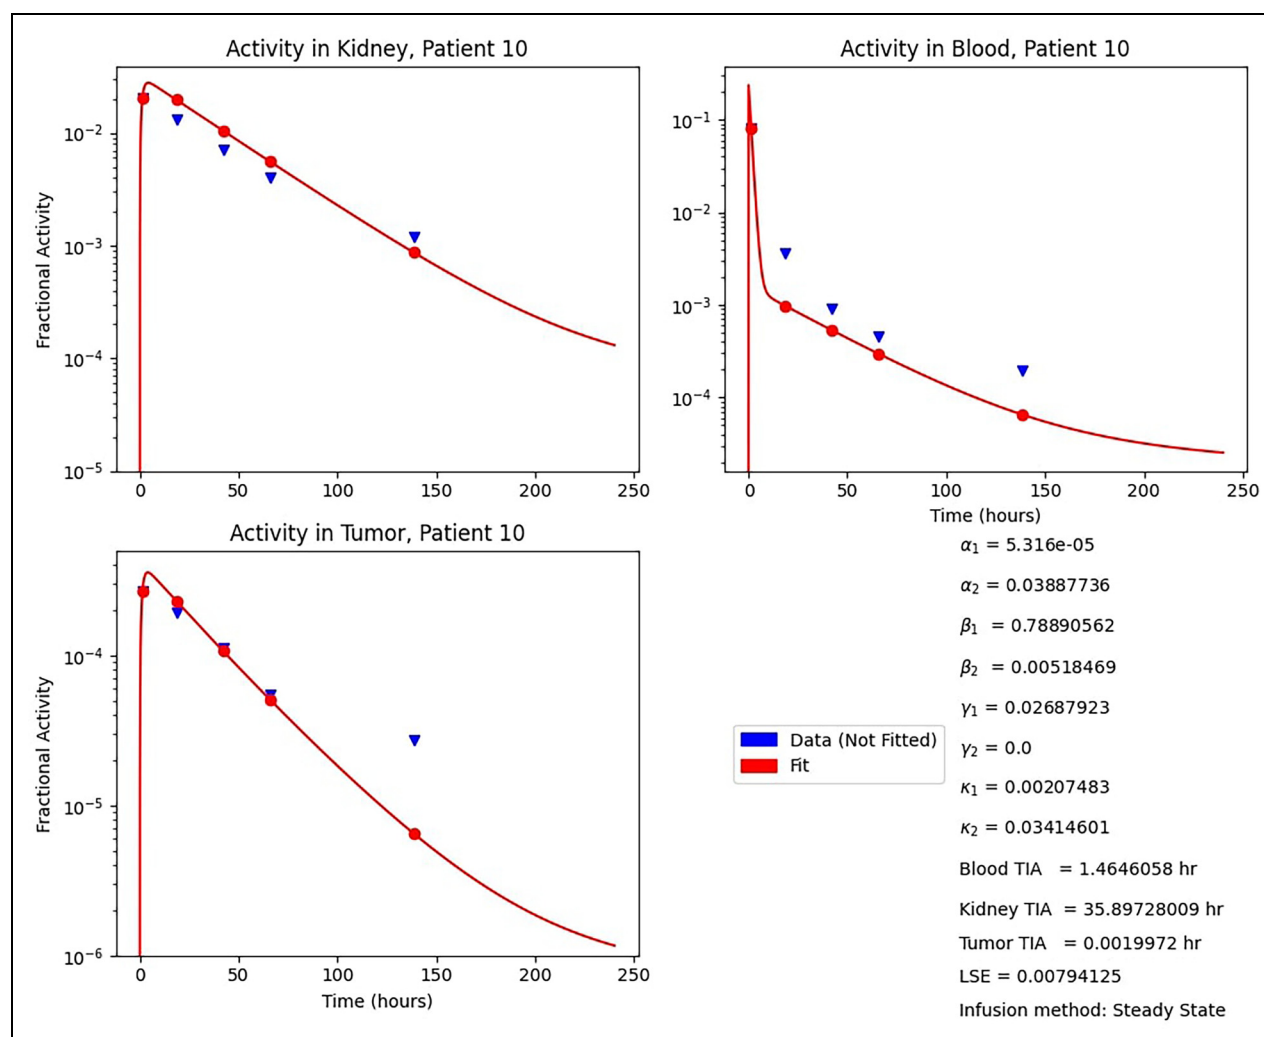 Activity in Kidney, Patient 10
Fractional Activity
10⁻²
10⁻³
10⁻⁴
10⁻⁵
0 50 100 150 200 250
Activity in Blood, Patient 10
10⁻¹
10⁻²
10⁻³
10⁻⁴
0 50 100 150 200 250
Time (hours)
Activity in Tumor, Patient 10
Fractional Activity
10⁻⁴
10⁻⁵
10⁻⁶
0 50 100 150 200 250
Time (hours)
Data (Not Fitted)
Fit
α₁ = 5.316e-05
α₂ = 0.03887736
β₁ = 0.78890562
β₂ = 0.00518469
γ₁ = 0.02687923
γ₂ = 0.0
κ₁ = 0.00207483
κ₂ = 0.03414601
Blood TIA = 1.4646058 hr
Kidney TIA = 35.89728009 hr
Tumor TIA = 0.0019972 hr
LSE = 0.00794125
Infusion method: Steady State